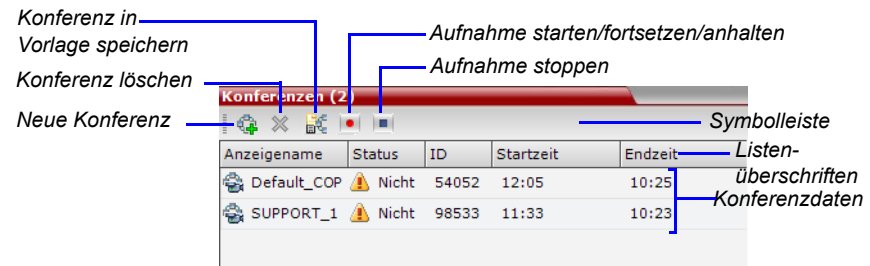 Konferenz in
Vorlage speichern
Aufnahme starten/fortsetzen/anhalten
Aufnahme stoppen
Konferenz löschen
Konferenzen (2)
Neue Konferenz
Symbolleiste
Anzeigename Status ID Startzeit Endzeit
Listen-
überschriften
Default_COP Nicht 54052 12:05 10:25
Konferenzdaten
SUPPORT_1 Nicht 98533 11:33 10:23